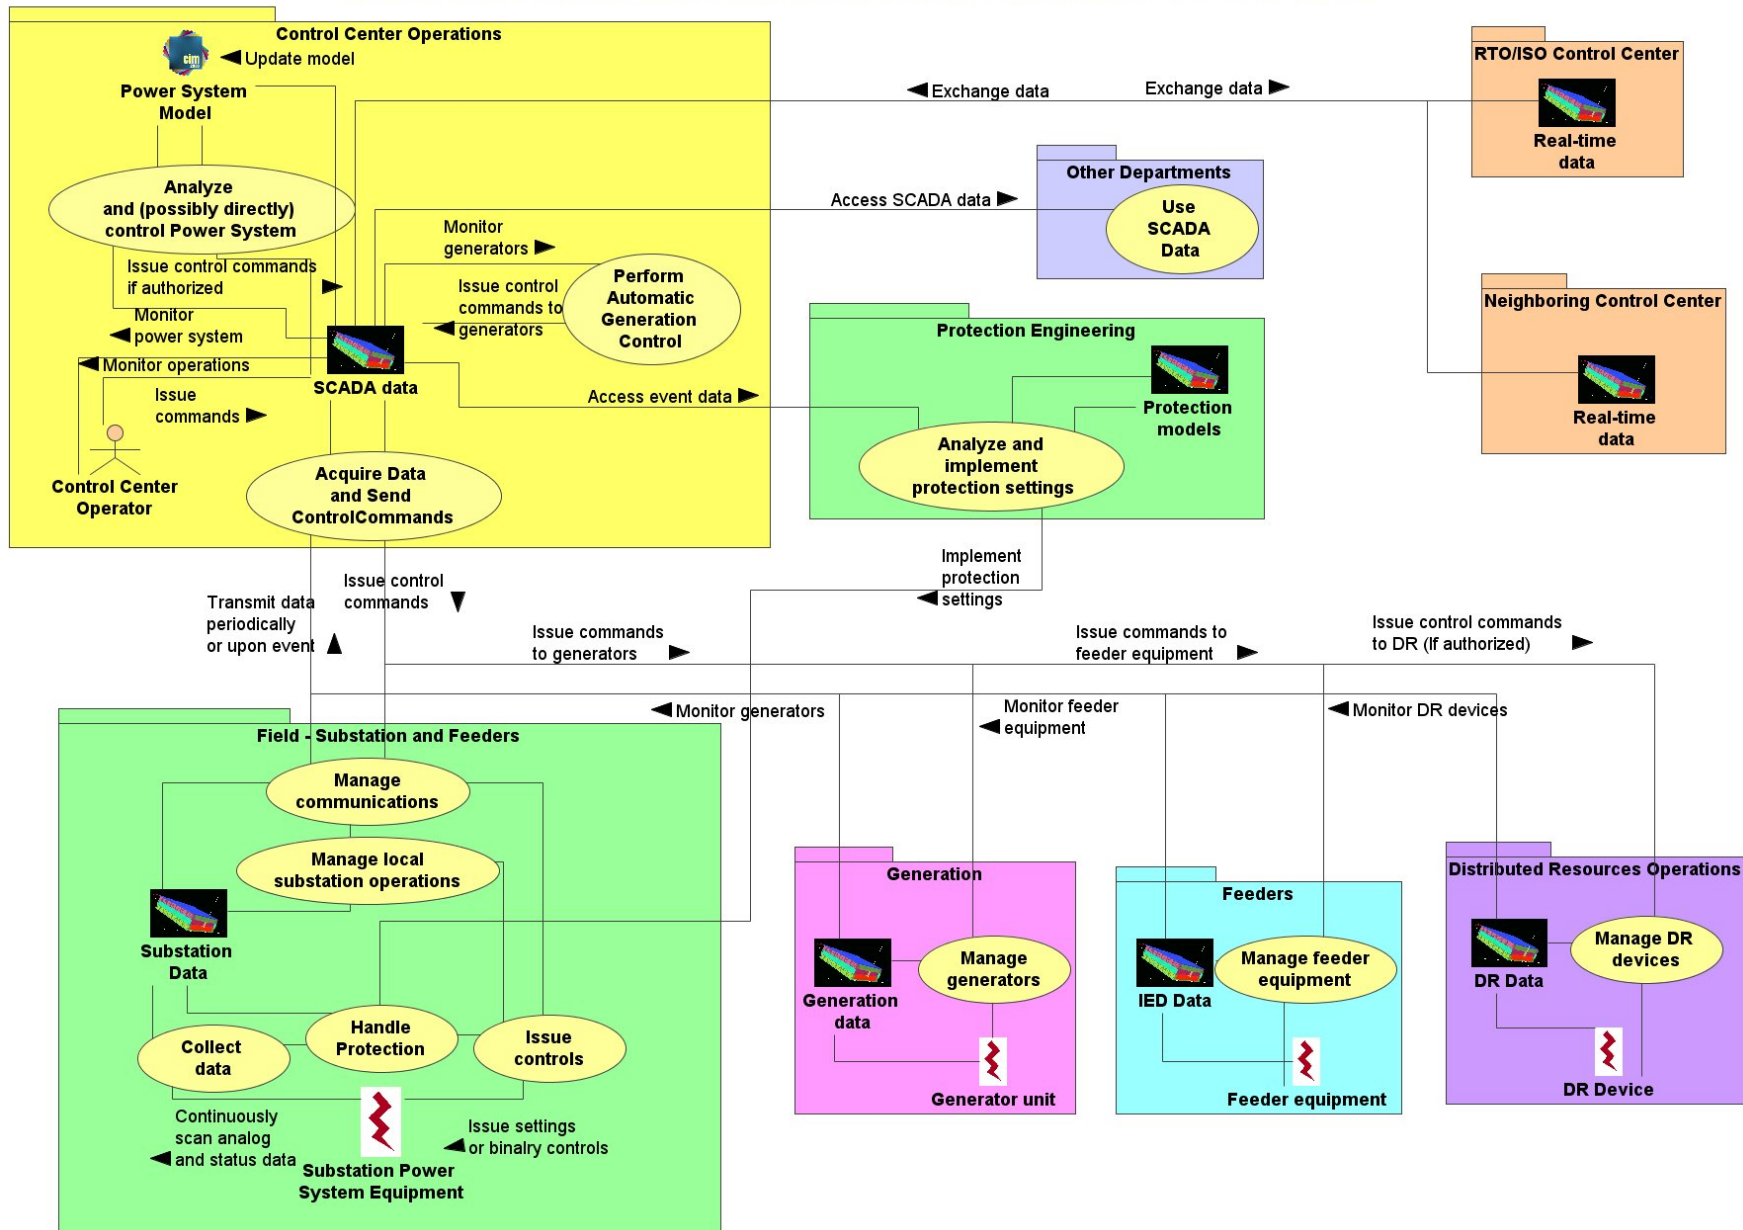 Control Center Operations
cim
Update model
Power System
Model
Analyze
and (possibly directly)
control Power System
Issue control commands
if authorized
Monitor
power system
Monitor operations
Issue
commands
Control Center
Operator
SCADA data
Monitor
generators
Issue control
commands to
generators
Perform
Automatic
Generation
Control
Acquire Data
and Send
ControlCommands
Exchange data
Exchange data
Access SCADA data
Access event data
Other Departments
Use
SCADA
Data
RTO/ISO Control Center
Real-time
data
Neighboring Control Center
Real-time
data
Protection Engineering
Protection
models
Analyze and
implement
protection settings
Implement
protection
settings
Transmit data
periodically
or upon event
Issue control
commands
Issue commands
to generators
Issue commands to
feeder equipment
Issue control commands
to DR (If authorized)
Monitor generators
Monitor feeder
equipment
Monitor DR devices
Field - Substation and Feeders
Manage
communications
Manage local
substation operations
Substation
Data
Collect
data
Handle
Protection
Issue
controls
Continuously
scan analog
and status data
Issue settings
or binalry controls
Substation Power
System Equipment
Generation
Generation
data
Manage
generators
Generator unit
Feeders
IED Data
Manage feeder
equipment
Feeder equipment
Distributed Resources Operations
DR Data
Manage DR
devices
DR Device